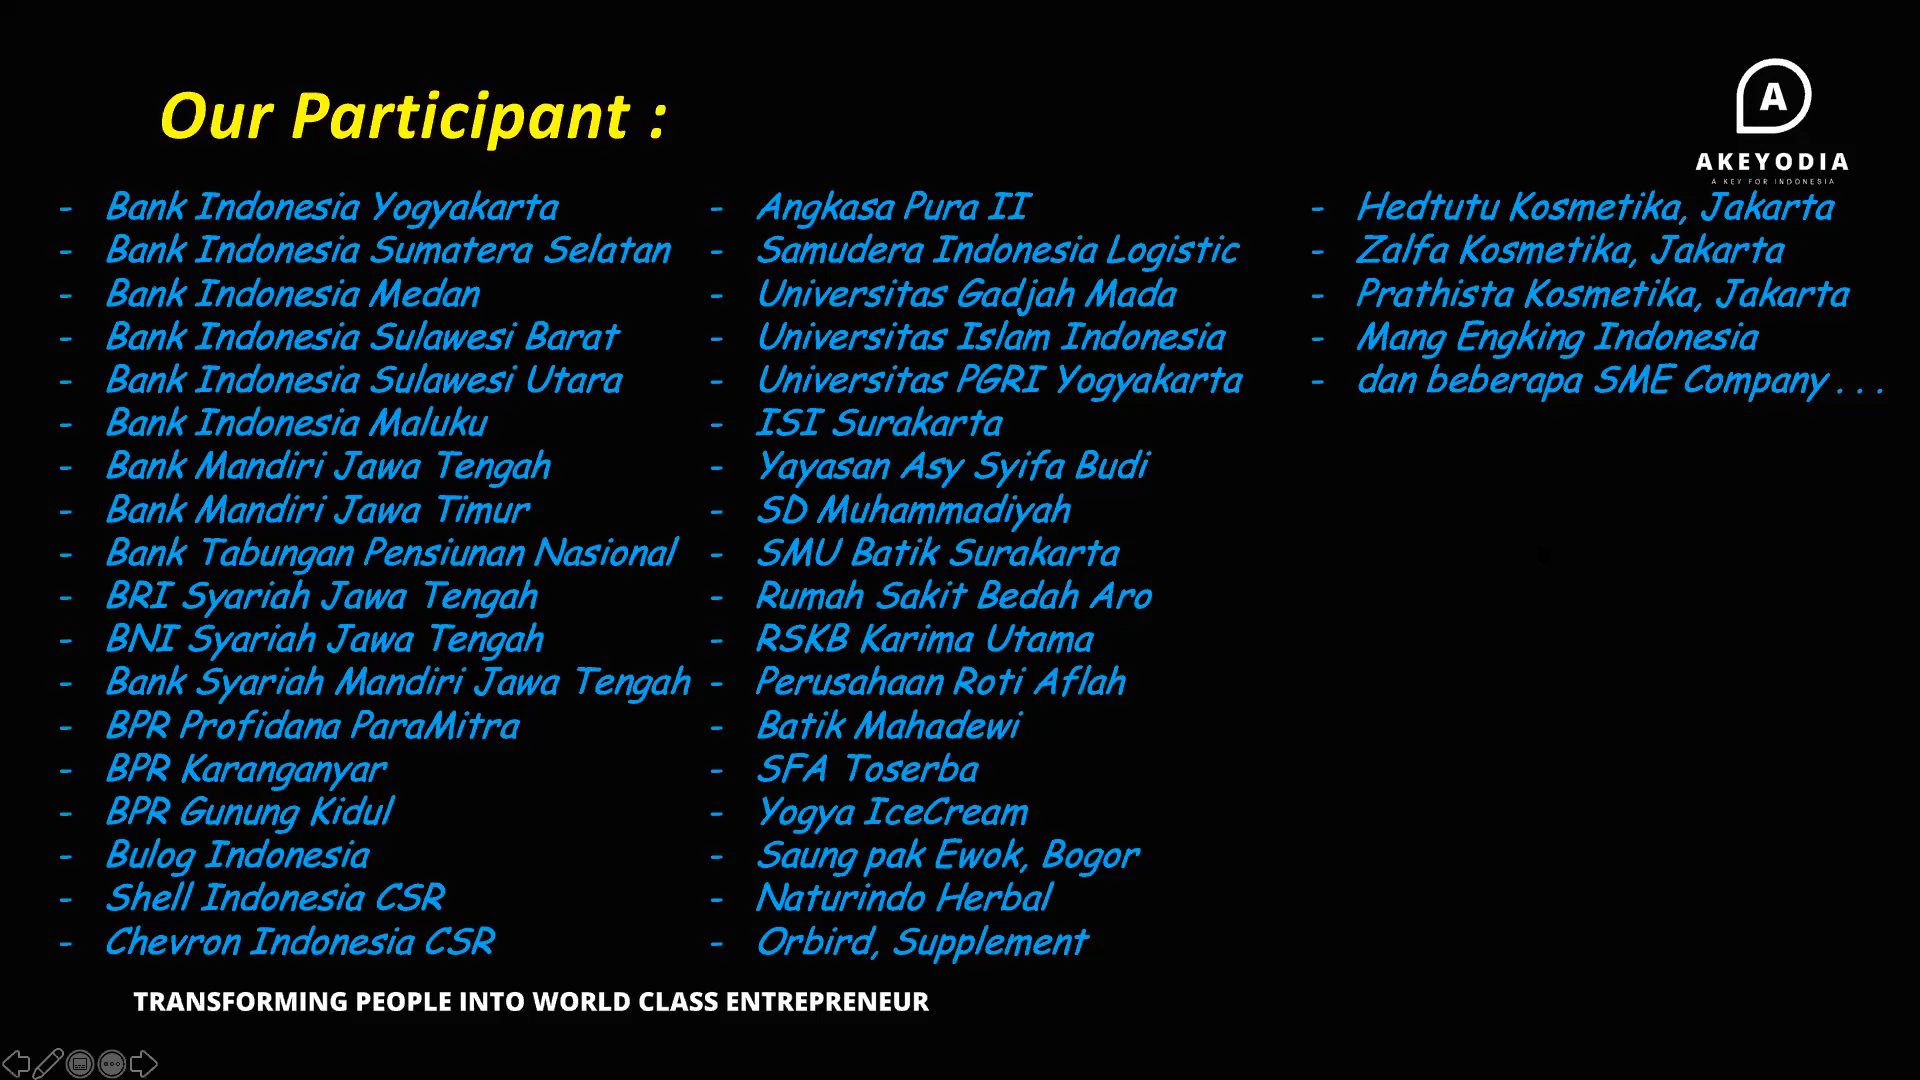 Our Participant :
A
AKEYODIA
A KEY FOR INDONESIA
- Bank Indonesia Yogyakarta
- Bank Indonesia Sumatera Selatan
- Bank Indonesia Medan
- Bank Indonesia Sulawesi Barat
- Bank Indonesia Sulawesi Utara
- Bank Indonesia Maluku
- Bank Mandiri Jawa Tengah
- Bank Mandiri Jawa Timur
- Bank Tabungan Pensiunan Nasional
- BRI Syariah Jawa Tengah
- BNI Syariah Jawa Tengah
- Bank Syariah Mandiri Jawa Tengah
- BPR Profidana ParaMitra
- BPR Karanganyar
- BPR Gunung Kidul
- Bulog Indonesia
- Shell Indonesia CSR
- Chevron Indonesia CSR
- Angkasa Pura II
- Samudera Indonesia Logistic
- Universitas Gadjah Mada
- Universitas Islam Indonesia
- Universitas PGRI Yogyakarta
- ISI Surakarta
- Yayasan Asy Syifa Budi
- SD Muhammadiyah
- SMU Batik Surakarta
- Rumah Sakit Bedah Aro
- RSKB Karima Utama
- Perusahaan Roti Aflah
- Batik Mahadewi
- SFA Toserba
- Yogya IceCream
- Saung pak Ewok, Bogor
- Naturindo Herbal
- Orbird, Supplement
- Hedtutu Kosmetika, Jakarta
- Zalfa Kosmetika, Jakarta
- Prathista Kosmetika, Jakarta
- Mang Engking Indonesia
- dan beberapa SME Company . . .
TRANSFORMING PEOPLE INTO WORLD CLASS ENTREPRENEUR